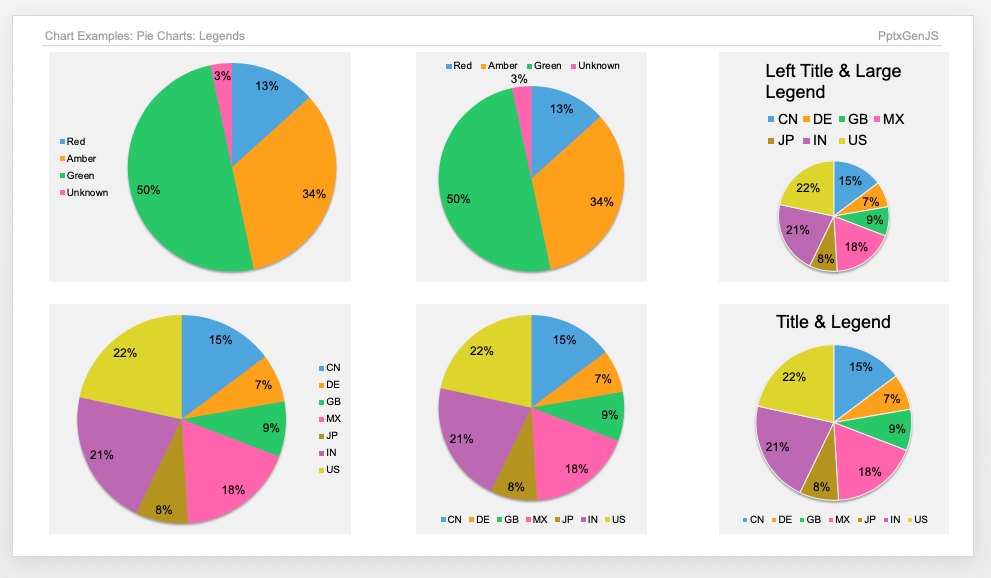 Chart Examples: Pie Charts: Legends
PptxGenJS
Red
Amber
Green
Unknown
3%
13%
50%
34%
Red Amber Green Unknown
3%
13%
50%
34%
Left Title & Large
Legend
CN DE GB MX
JP IN US
22%
15%
7%
9%
21%
18%
8%
22%
15%
7%
9%
21%
18%
8%
CN
DE
GB
MX
JP
IN
US
22%
15%
7%
9%
21%
18%
8%
CN DE GB MX JP IN US
Title & Legend
22%
15%
7%
9%
21%
18%
8%
CN DE GB MX JP IN US